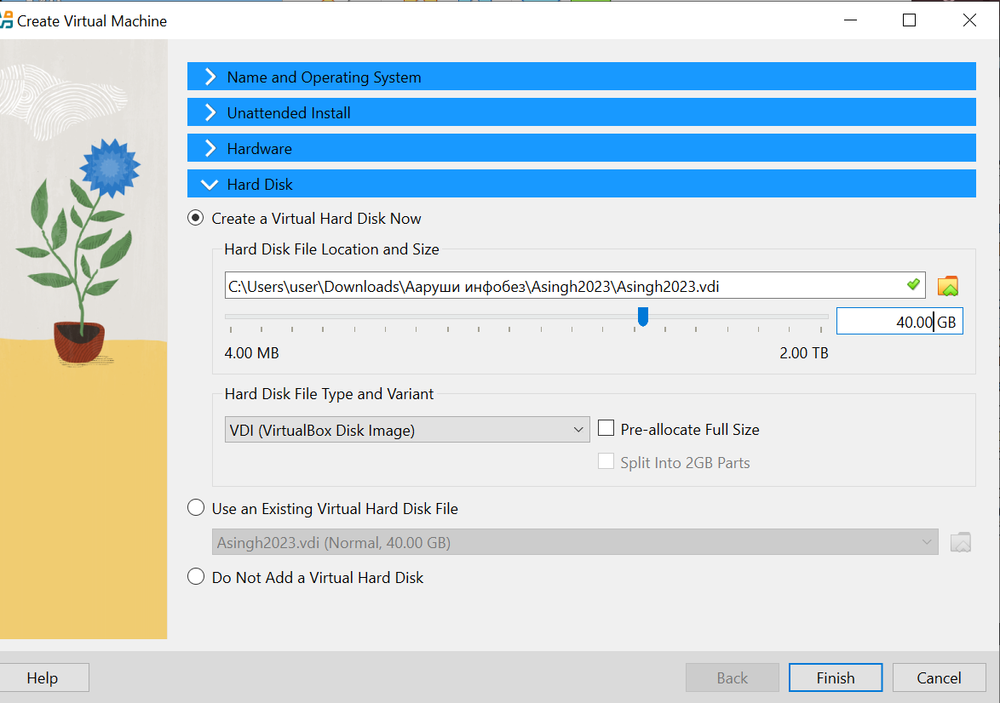 Create Virtual Machine
Name and Operating System
Unattended Install
Hardware
Hard Disk
Create a Virtual Hard Disk Now
Hard Disk File Location and Size
C:\Users\user\Downloads\Ааруши инфобез\Asingh2023\Asingh2023.vdi
40.00 GB
4.00 MB 2.00 TB
Hard Disk File Type and Variant
VDI (VirtualBox Disk Image) Pre-allocate Full Size
Split Into 2GB Parts
Use an Existing Virtual Hard Disk File
Asingh2023.vdi (Normal, 40.00 GB)
Do Not Add a Virtual Hard Disk
Help Back Finish Cancel